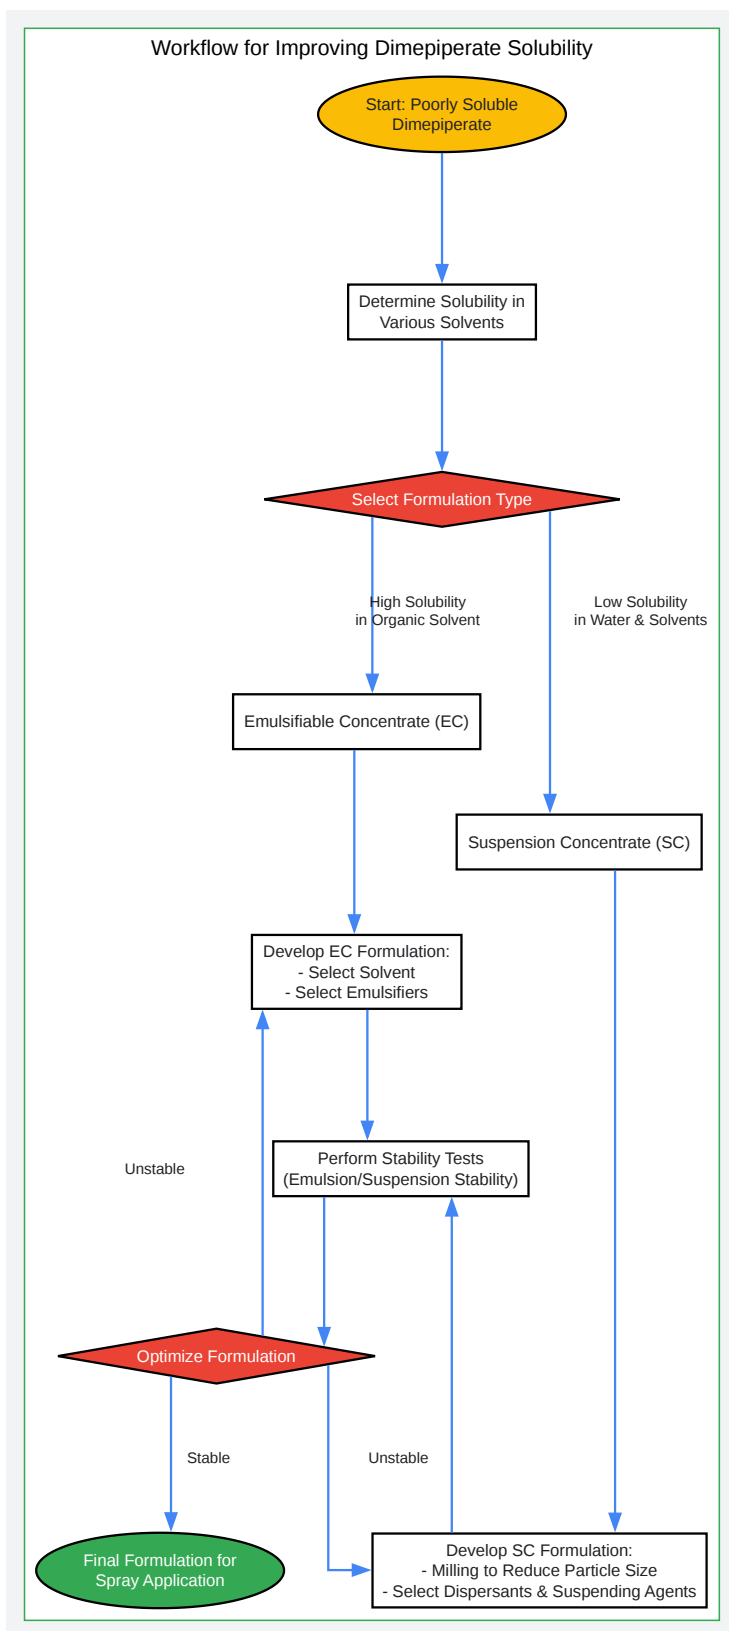 Workflow for Improving Dimepiperate Solubility
Start: Poorly Soluble
Dimepiperate
Determine Solubility in
Various Solvents
Select Formulation Type
High Solubility
in Organic Solvent
Low Solubility
in Water & Solvents
Emulsifiable Concentrate (EC)
Suspension Concentrate (SC)
Develop EC Formulation:
- Select Solvent
- Select Emulsifiers
Perform Stability Tests
(Emulsion/Suspension Stability)
Unstable
Optimize Formulation
Stable
Unstable
Final Formulation for
Spray Application
Develop SC Formulation:
- Milling to Reduce Particle Size
- Select Dispersants & Suspending Agents